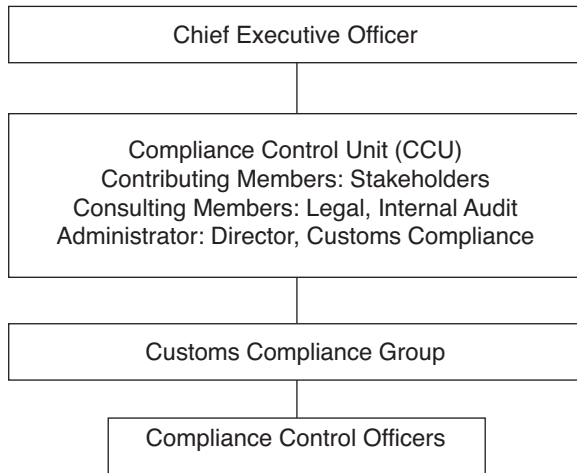 Chief Executive Officer
Compliance Control Unit (CCU)
Contributing Members: Stakeholders
Consulting Members: Legal, Internal Audit
Administrator: Director, Customs Compliance
Customs Compliance Group
Compliance Control Officers